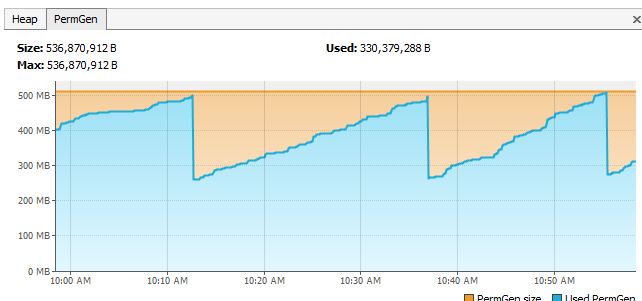 Heap PermGen
Size: 536,870,912 B Used: 330,379,288 B
Max: 536,870,912 B
500 MB
400 MB
300 MB
200 MB
100 MB
0 MB
10:00 AM 10:10 AM 10:20 AM 10:30 AM 10:40 AM 10:50 AM
PermGen size Used PermGen